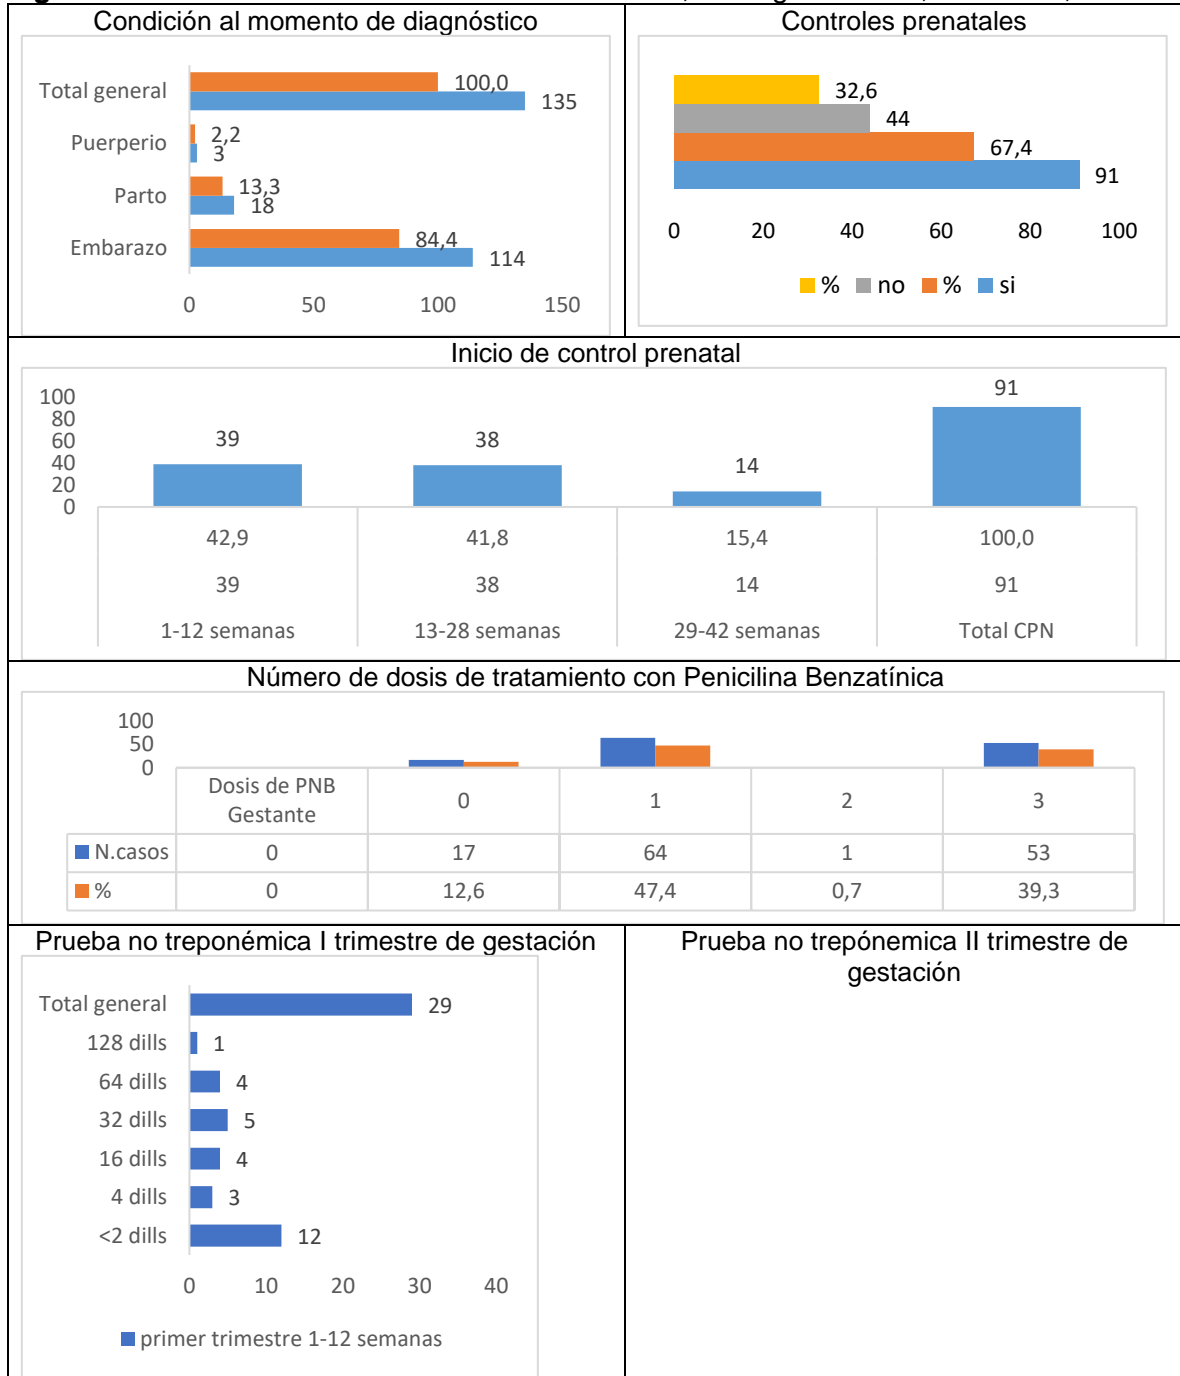 Condición al momento de diagnóstico
Total general
100,0
135
Puerperio
2,2
3
Parto
13,3
18
Embarazo
84,4
114
0 50 100 150
Controles prenatales
32,6
44
67,4
91
0 20 40 60 80 100
% no % si
Inicio de control prenatal
100
80
60
40
20
0
39 38 14 91
42,9 41,8 15,4 100,0
39 38 14 91
1-12 semanas 13-28 semanas 29-42 semanas Total CPN
Número de dosis de tratamiento con Penicilina Benzatínica
100
50
0
Dosis de PNB
Gestante
0 1 2 3
N.casos 0 17 64 1 53
% 0 12,6 47,4 0,7 39,3
Prueba no treponémica I trimestre de gestación
Total general 29
128 dills 1
64 dills 4
32 dills 5
16 dills 4
4 dills 3
<2 dills 12
0 10 20 30 40
primer trimestre 1-12 semanas
Prueba no trepónemica II trimestre de
gestación